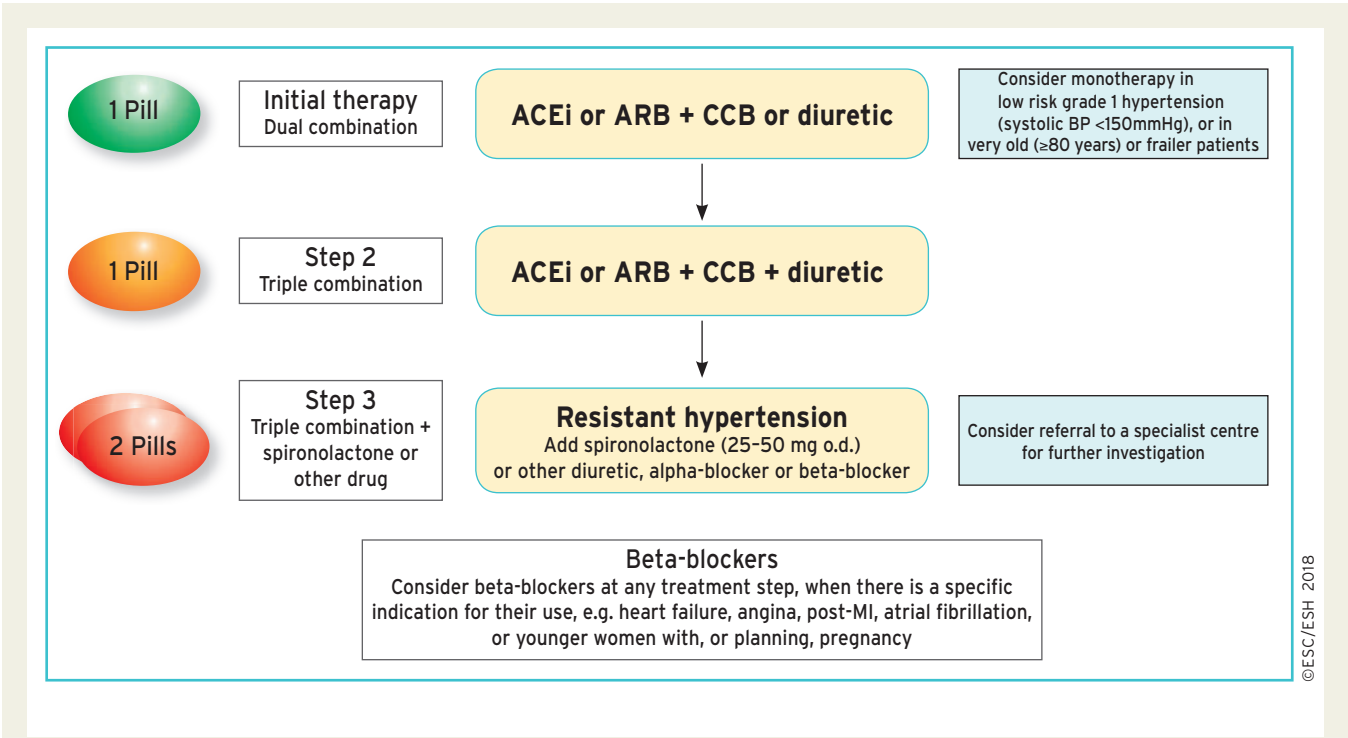 1 Pill
Initial therapy
Dual combination
ACEi or ARB + CCB or diuretic
Consider monotherapy in
low risk grade 1 hypertension
(systolic BP <150mmHg), or in
very old (≥80 years) or frailer patients
1 Pill
Step 2
Triple combination
ACEi or ARB + CCB + diuretic
2 Pills
Step 3
Triple combination +
spironolactone or
other drug
Resistant hypertension
Add spironolactone (25–50 mg o.d.)
or other diuretic, alpha-blocker or beta-blocker
Consider referral to a specialist centre
for further investigation
Beta-blockers
Consider beta-blockers at any treatment step, when there is a specific
indication for their use, e.g. heart failure, angina, post-MI, atrial fibrillation,
or younger women with, or planning, pregnancy
©ESC/ESH 2018